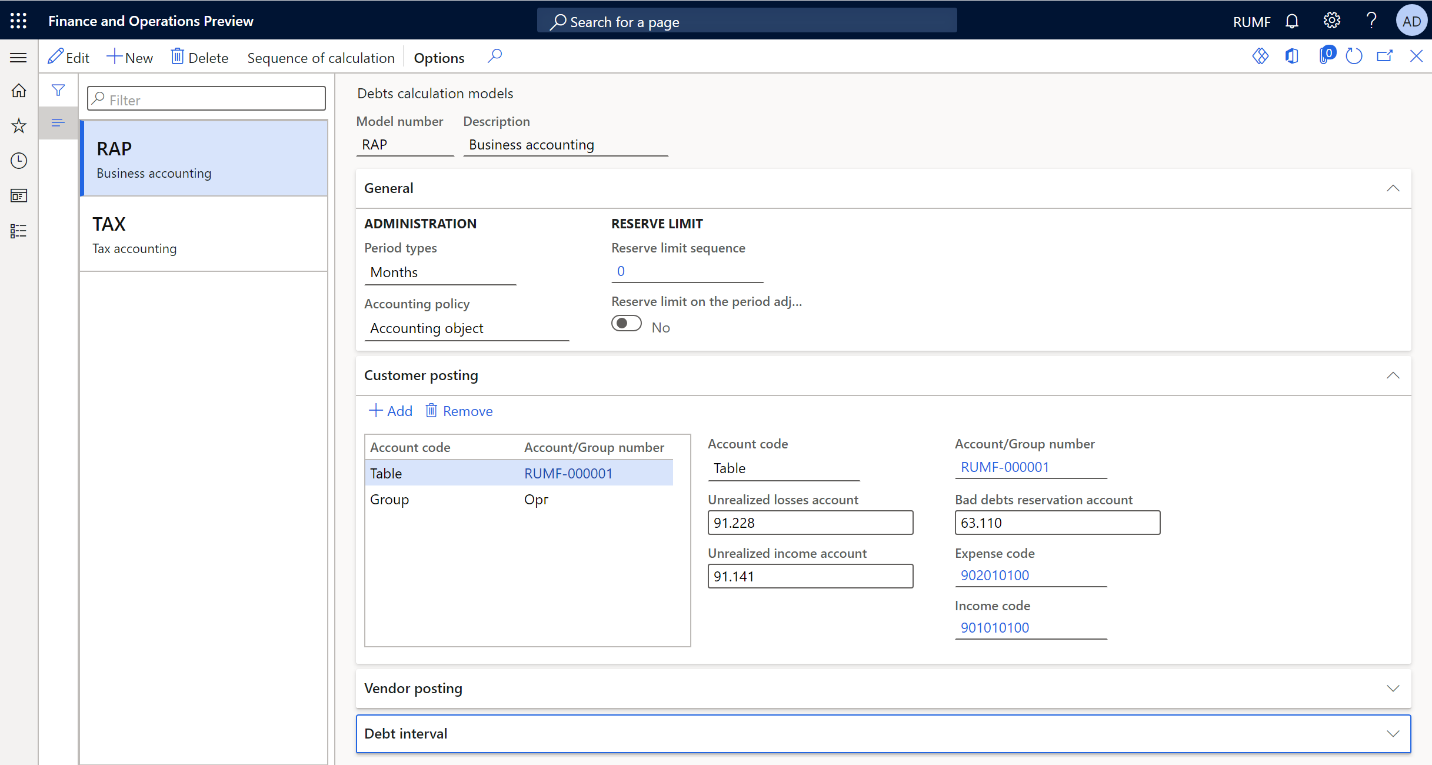 Finance and Operations Preview
Search for a page
RUMF
?
AD
Edit
New
Delete
Sequence of calculation
Options
0
Filter
RAP
Business accounting
TAX
Tax accounting
Debts calculation models
Model number
Description
RAP
Business accounting
General
ADMINISTRATION
Period types
Months
Accounting policy
Accounting object
RESERVE LIMIT
Reserve limit sequence
0
Reserve limit on the period adj...
No
Customer posting
Add
Remove
Account code
Account/Group number
Table
RUMF-000001
Group
Орг
Account code
Table
Unrealized losses account
91.228
Unrealized income account
91.141
Account/Group number
RUMF-000001
Bad debts reservation account
63.110
Expense code
902010100
Income code
901010100
Vendor posting
Debt interval